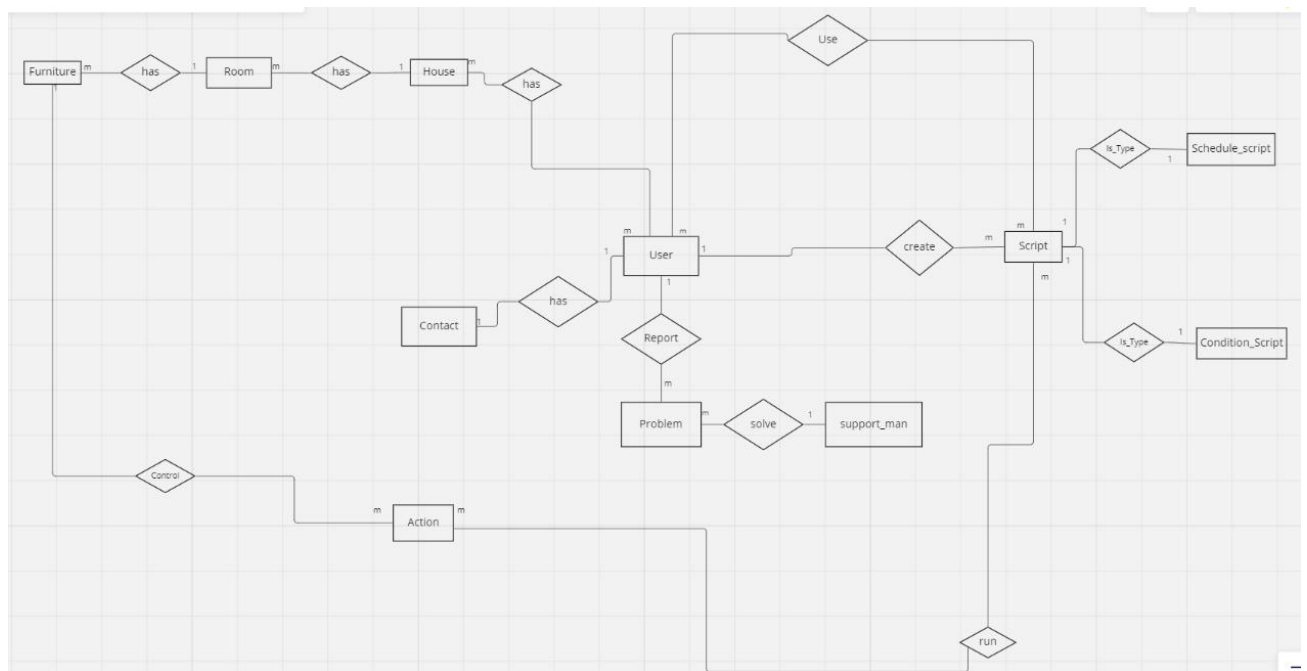 Use
Furniture
m
has
1
Room
m
has
1
House
m
has
Is_Type
1
Schedule_script
m
m
1
User
1
create
m
m
Script
1
1
m
1
has
1
Contact
1
Report
m
Is_Type
1
Condition_Script
Problem
m
solve
1
support_man
1
Control
m
Action
m
run